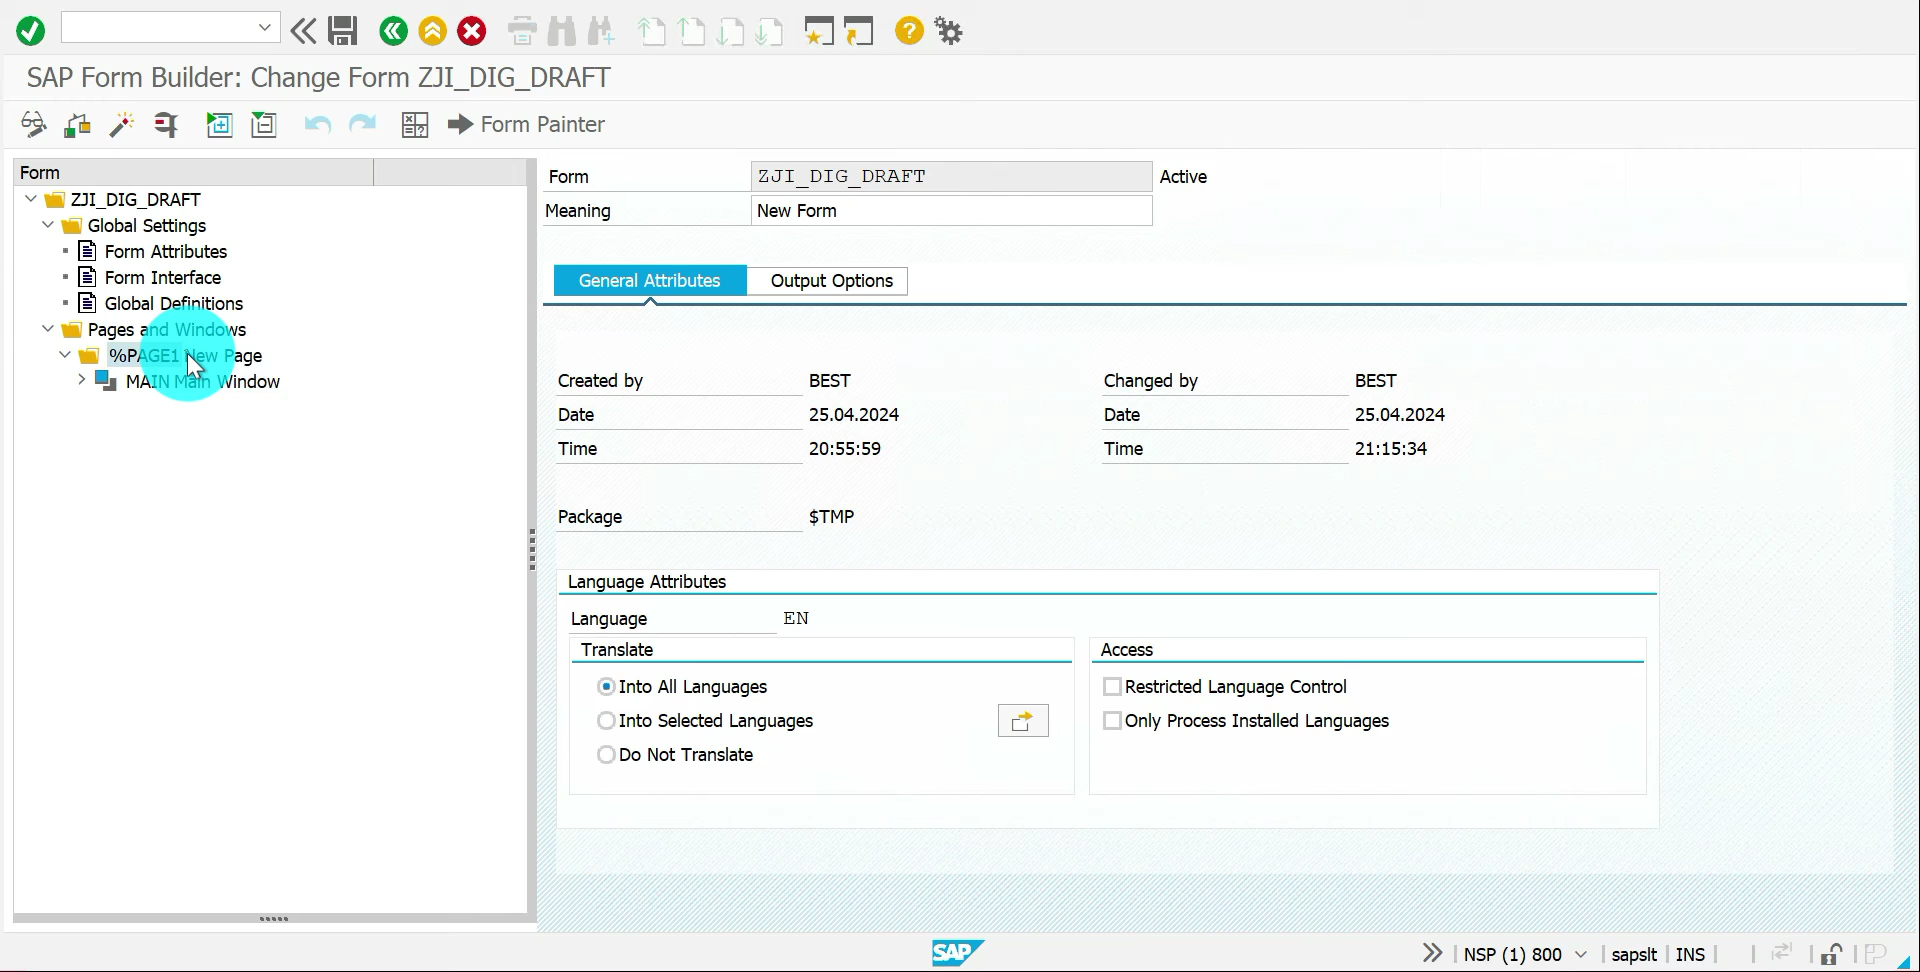 SAP Form Builder: Change Form ZJI_DIG_DRAFT
Form Painter
Form
ZJI_DIG_DRAFT
Global Settings
Form Attributes
Form Interface
Global Definitions
Pages and Windows
%PAGE1 New Page
MAIN Main Window
Form ZJI_DIG_DRAFT Active
Meaning New Form
General Attributes Output Options
Created by BEST Changed by BEST
Date 25.04.2024 Date 25.04.2024
Time 20:55:59 Time 21:15:34
Package $TMP
Language Attributes
Language EN
Translate Access
Into All Languages Restricted Language Control
Into Selected Languages Only Process Installed Languages
Do Not Translate
SAP NSP (1) 800 sapslt INS